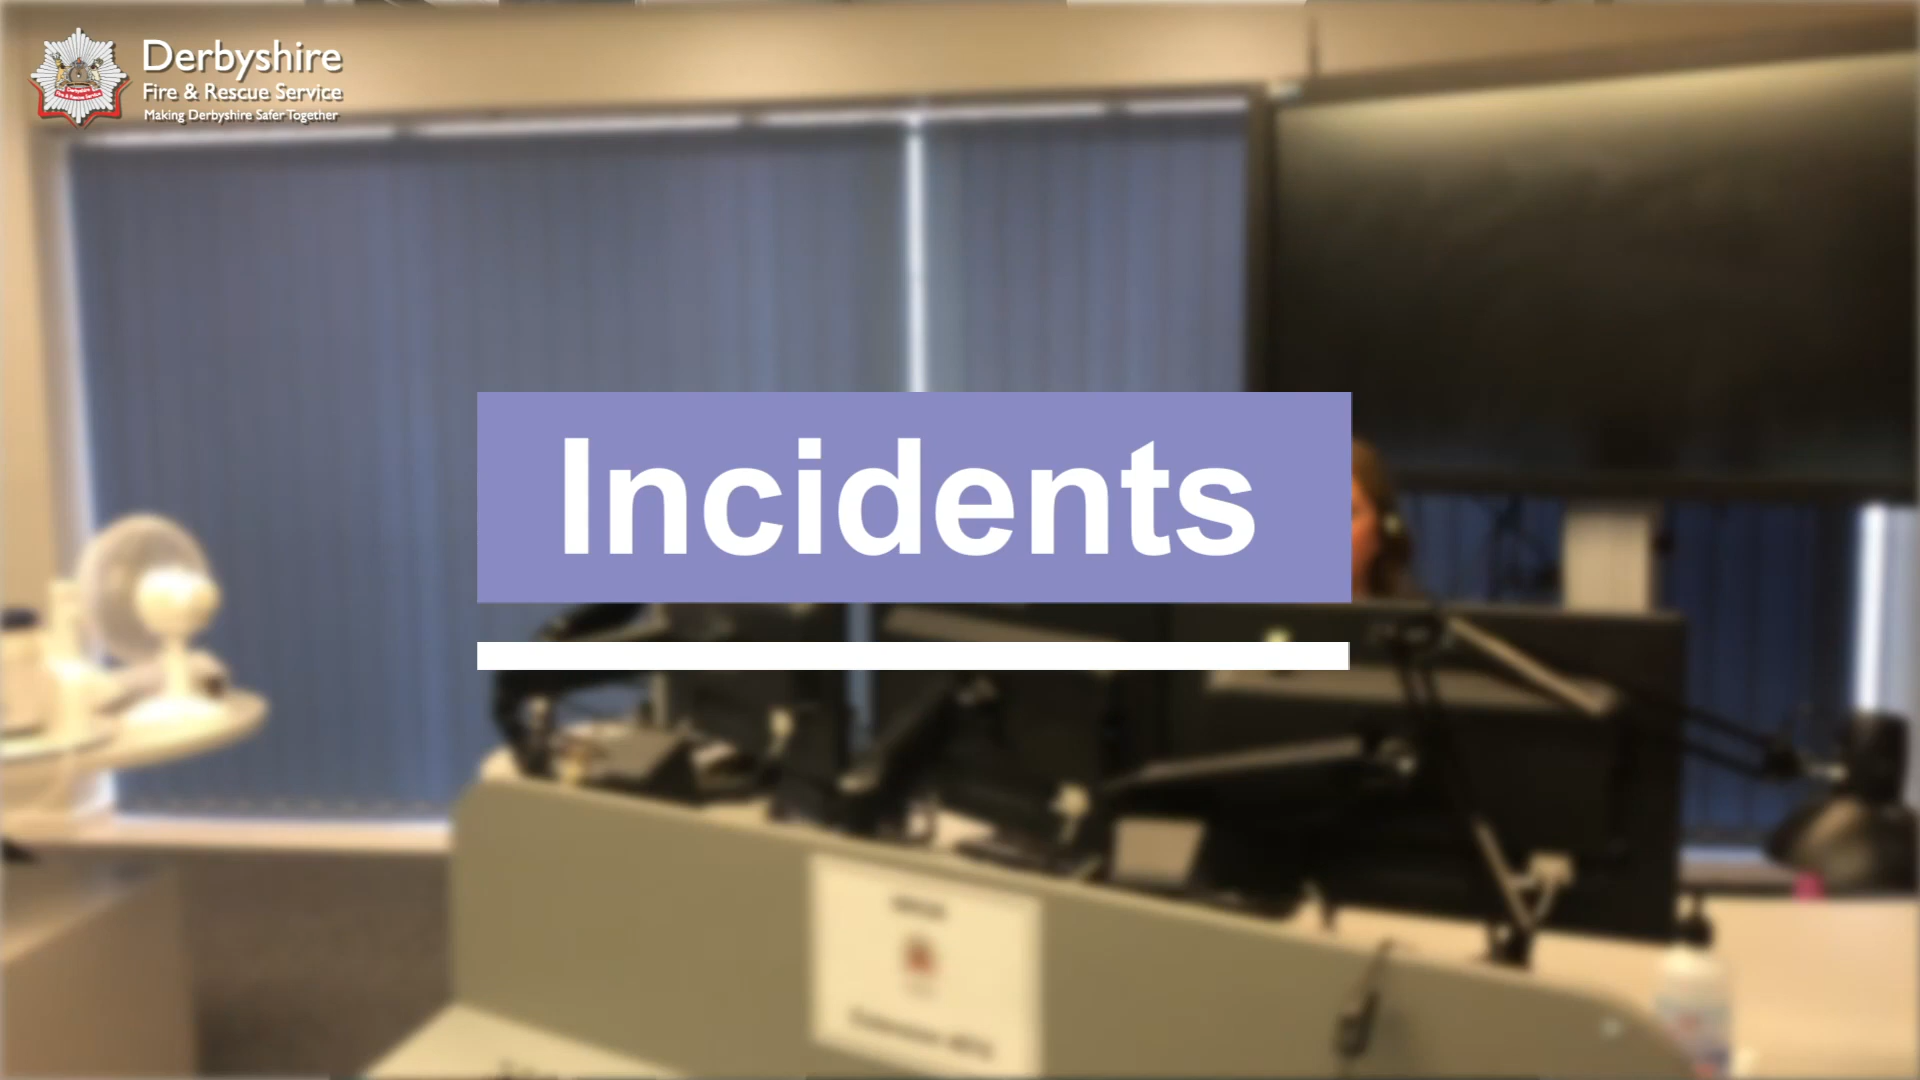 Derbyshire
Fire & Rescue Service
Making Derbyshire Safer Together
Incidents